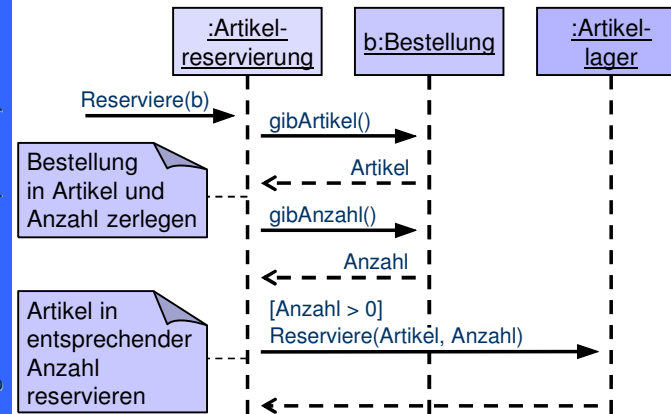 :Artikel-
reservierung
b:Bestellung
:Artikel-
lager
Reserviere(b)
gibArtikel()
Artikel
Bestellung
in Artikel und
Anzahl zerlegen
gibAnzahl()
Anzahl
Artikel in
entsprechender
Anzahl
reservieren
[Anzahl > 0]
Reserviere(Artikel, Anzahl)